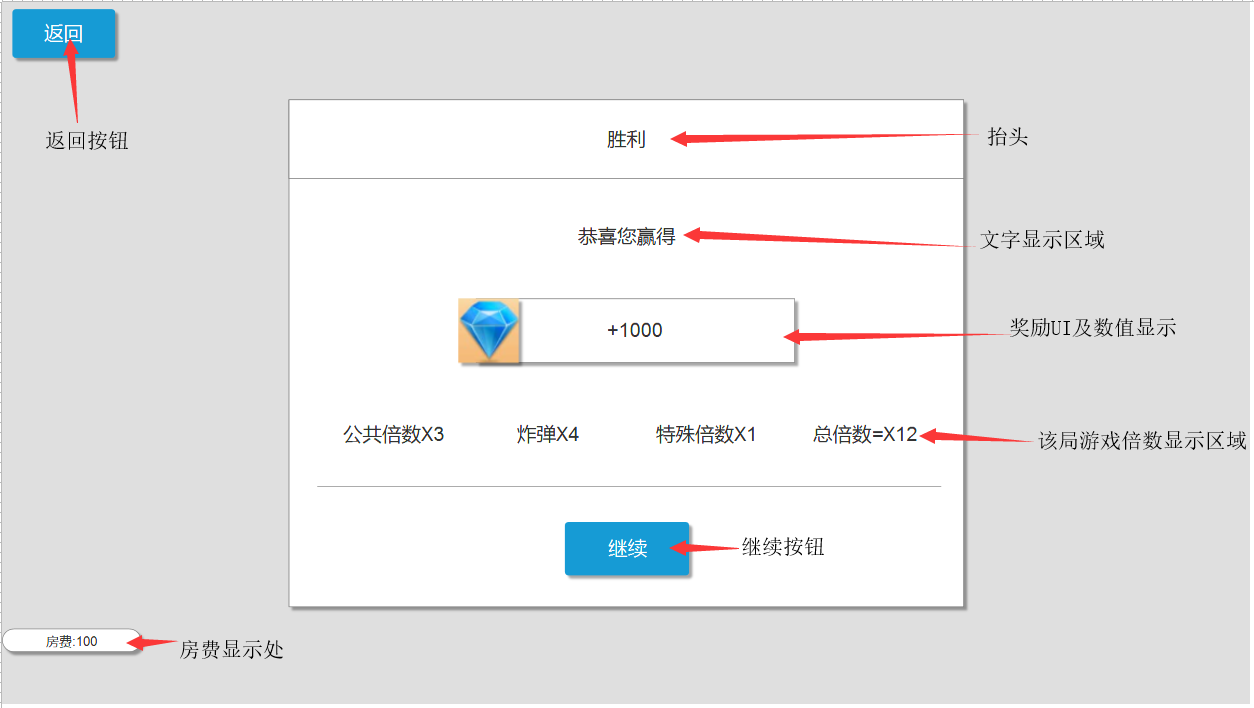 返回
返回按钮
胜利
抬头
恭喜您赢得
文字显示区域
+1000
奖励UI及数值显示
公共倍数X3
炸弹X4
特殊倍数X1
总倍数=X12
该局游戏倍数显示区域
继续
继续按钮
房费:100
房费显示处